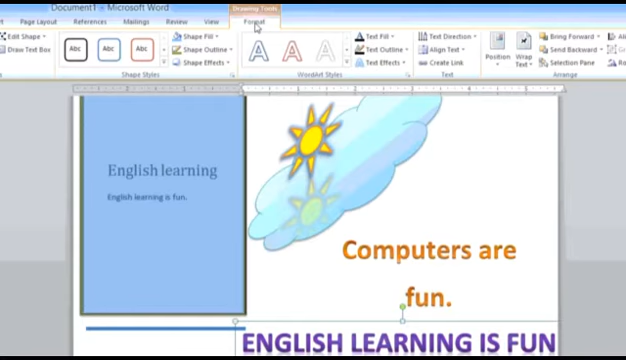 Document1 - Microsoft Word
Drawing Tools
Page Layout References Mailings Review View Format
Edit Shape
Draw Text Box
Abc Abc Abc
Shape Fill
Shape Outline
Shape Effects
Shape Styles
A A A
Text Fill
Text Outline
Text Effects
WordArt Styles
Text Direction
Align Text
Create Link
Text
Position
Wrap Text
Bring Forward
Send Backward
Selection Pane
Arrange
English learning
English learning is fun.
Computers are
fun.
ENGLISH LEARNING IS FUN